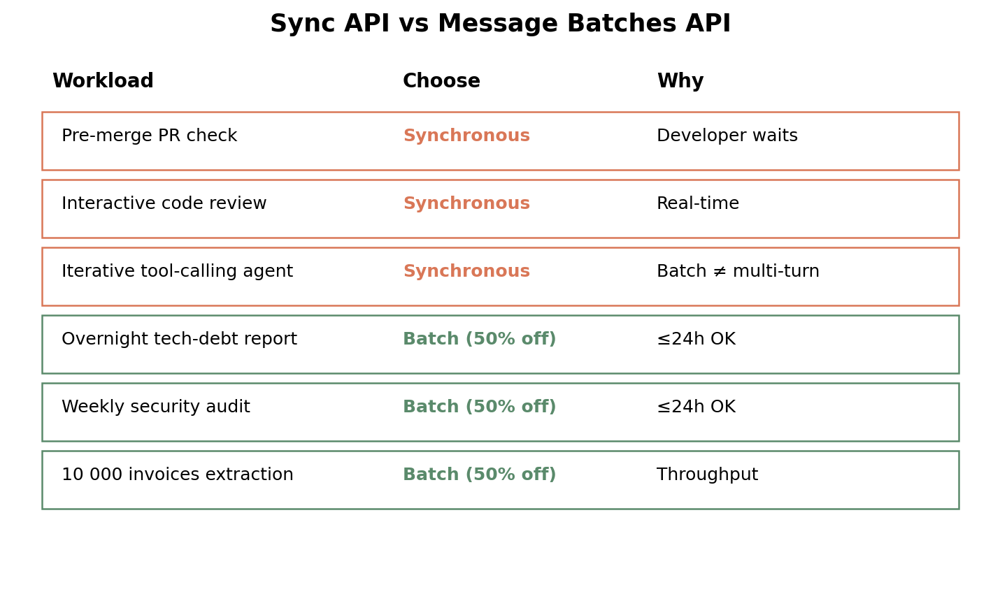 Sync API vs Message Batches API
Workload Choose Why
Pre-merge PR check Synchronous Developer waits
Interactive code review Synchronous Real-time
Iterative tool-calling agent Synchronous Batch ≠ multi-turn
Overnight tech-debt report Batch (50% off) ≤24h OK
Weekly security audit Batch (50% off) ≤24h OK
10 000 invoices extraction Batch (50% off) Throughput